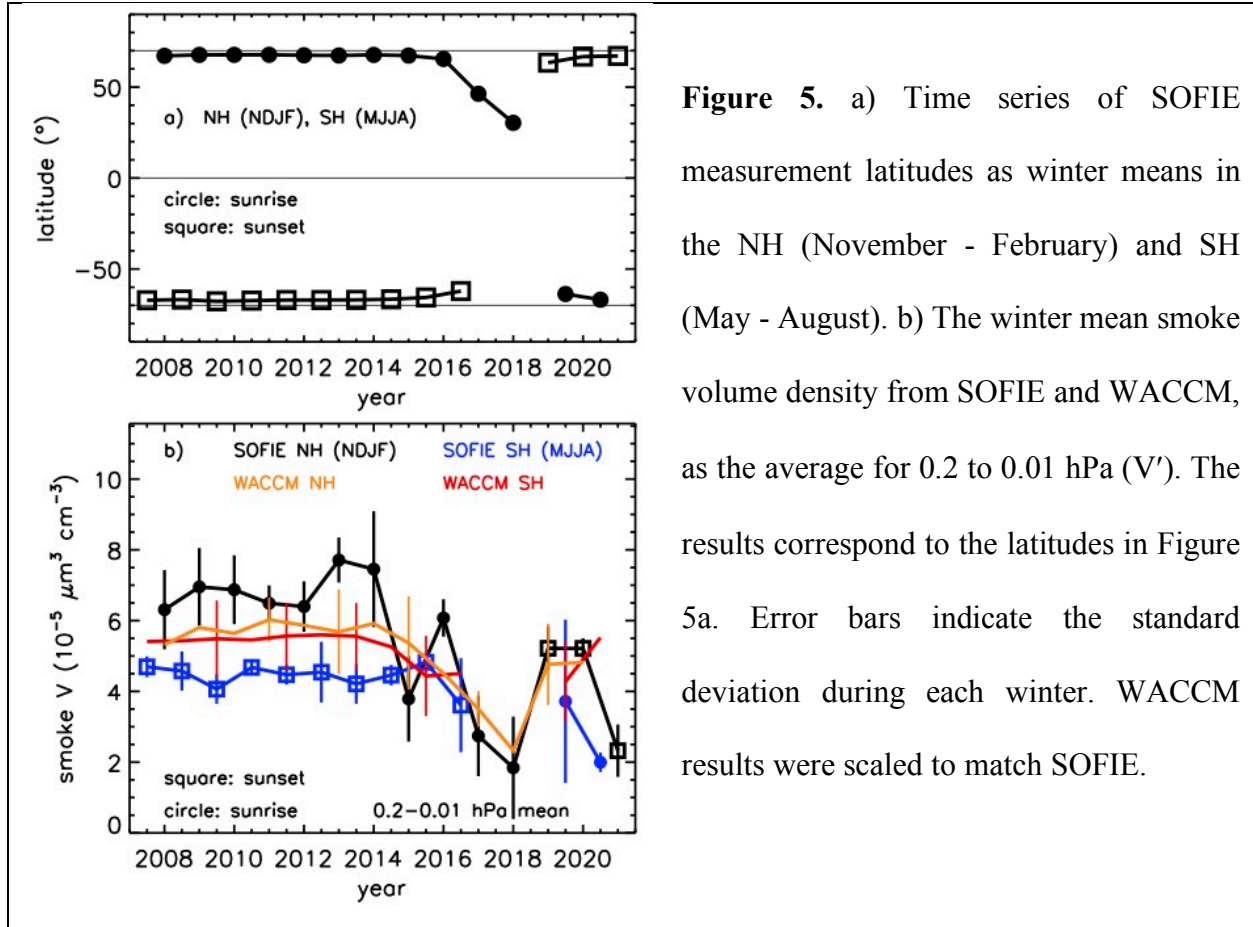 50
0
−50
latitude (°)
a) NH (NDJF), SH (MJJA)
circle: sunrise
square: sunset
2008 2010 2012 2014 2016 2018 2020
year
b) SOFIE NH (NDJF) SOFIE SH (MJJA)
WACCM NH WACCM SH
10
8
6
4
2
0
smoke V (10⁻⁵ μm³ cm⁻³)
square: sunset
circle: sunrise 0.2−0.01 hPa mean
2008 2010 2012 2014 2016 2018 2020
year
Figure 5. a) Time series of SOFIE
measurement latitudes as winter means in
the NH (November - February) and SH
(May - August). b) The winter mean smoke
volume density from SOFIE and WACCM,
as the average for 0.2 to 0.01 hPa (V′). The
results correspond to the latitudes in Figure
5a. Error bars indicate the standard
deviation during each winter. WACCM
results were scaled to match SOFIE.